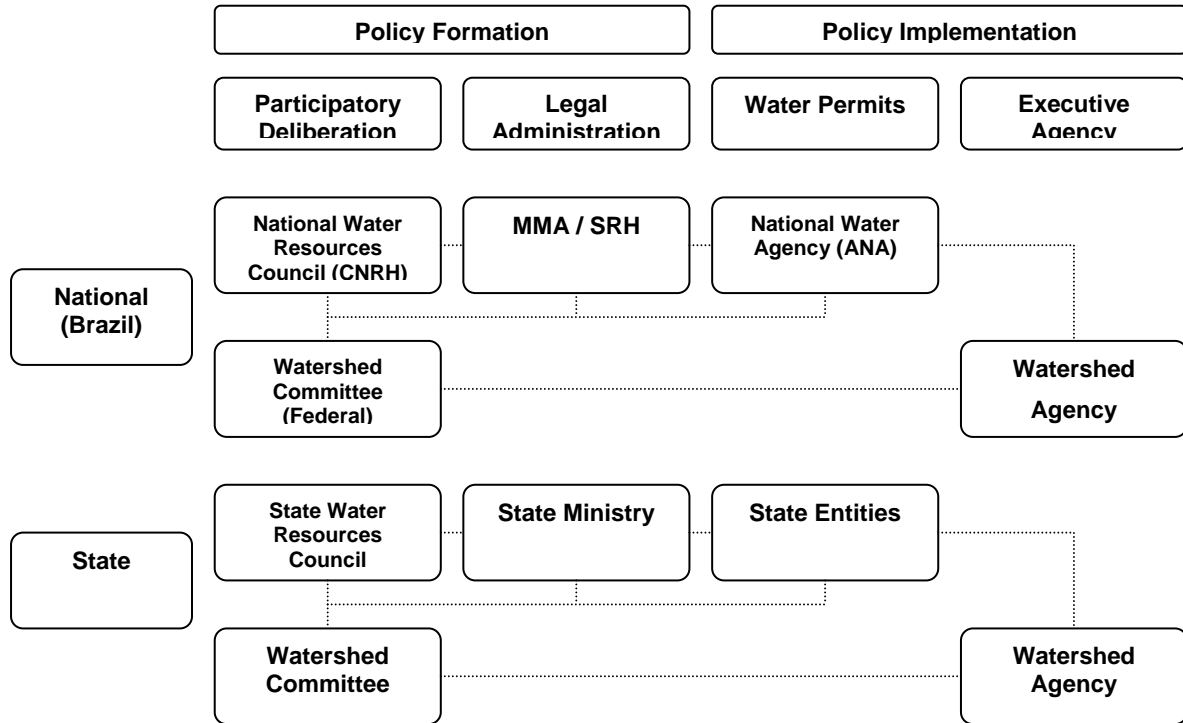 Policy Formation
Policy Implementation
Participatory
Deliberation
Legal
Administration
Water Permits
Executive
Agency
National Water
Resources
Council (CNRH)
MMA / SRH
National Water
Agency (ANA)
National
(Brazil)
Watershed
Committee
(Federal)
Watershed
Agency
State Water
Resources
Council
State Ministry
State Entities
State
Watershed
Committee
Watershed
Agency